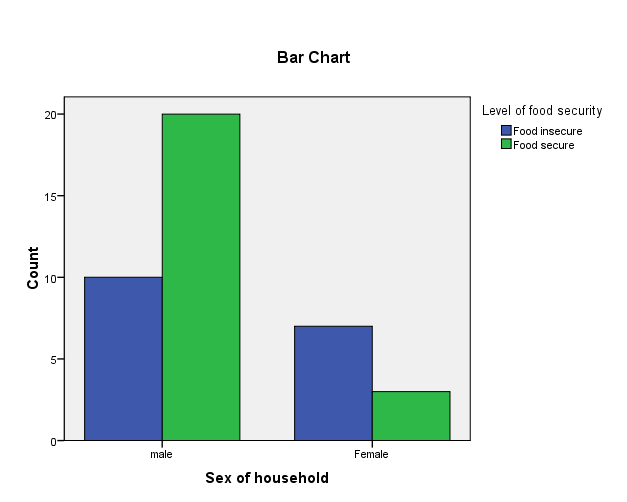 Bar Chart
Level of food security
Food insecure
Food secure
Count
20
15
10
5
0
male
Female
Sex of household